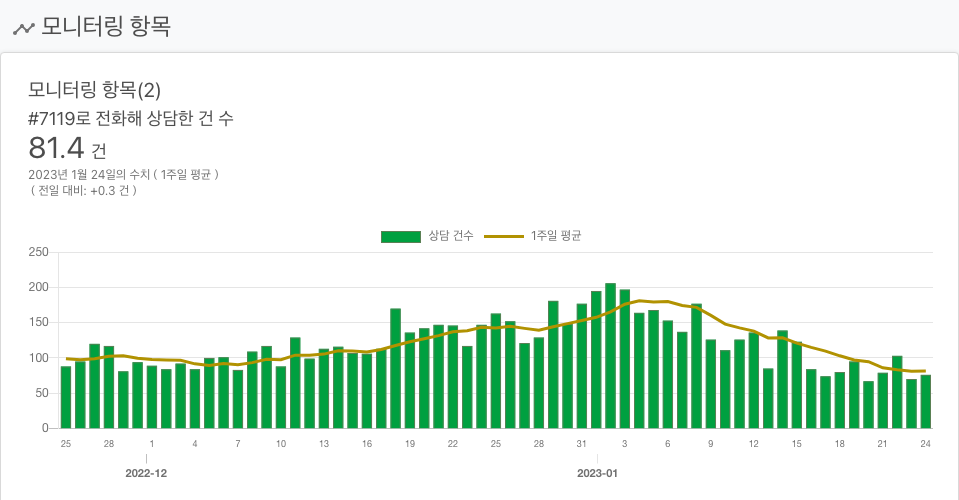 모니터링 항목
모니터링 항목(2)
#7119로 전화해 상담한 건 수
81.4 건
2023년 1월 24일의 수치 ( 1주일 평균 )
( 전일 대비: +0.3 건 )
상담 건수 1주일 평균
250
200
150
100
50
0
25 28 1 4 7 10 13 16 19 22 25 28 31 3 6 9 12 15 18 21 24
2022-12 2023-01